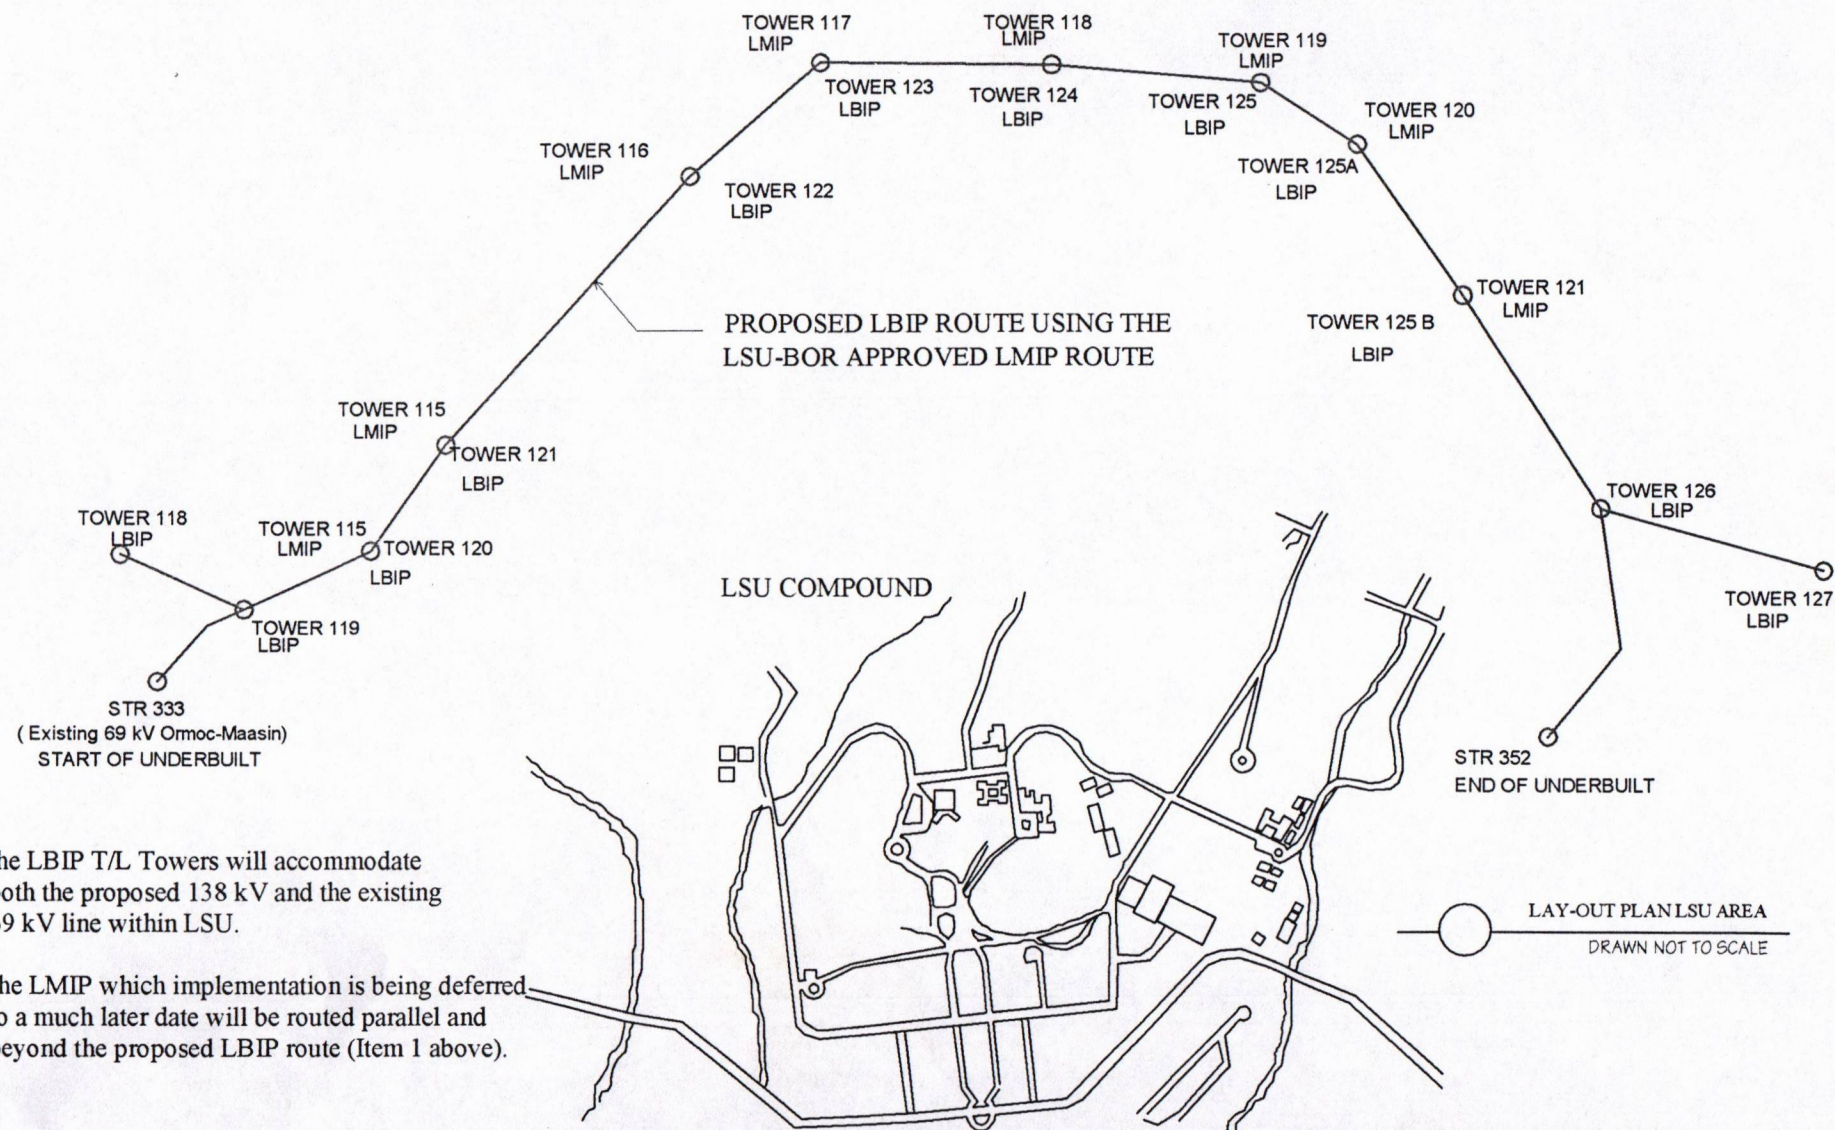 TOWER 117
LMIP
TOWER 118
LMIP
TOWER 119
LMIP
TOWER 123
LBIP
TOWER 124
LBIP
TOWER 125
LBIP
TOWER 120
LMIP
TOWER 125A
LBIP
TOWER 116
LMIP
TOWER 122
LBIP
TOWER 121
LMIP
TOWER 125 B
LBIP
PROPOSED LBIP ROUTE USING THE
LSU-BOR APPROVED LMIP ROUTE
TOWER 115
LMIP
TOWER 121
LBIP
TOWER 118
LBIP
TOWER 115
LMIP
TOWER 120
LBIP
TOWER 119
LBIP
TOWER 126
LBIP
TOWER 127
LBIP
LSU COMPOUND
STR 333
( Existing 69 kV Ormoc-Maasin)
START OF UNDERBUILT
STR 352
END OF UNDERBUILT
he LBIP T/L Towers will accommodate
oth the proposed 138 kV and the existing
9 kV line within LSU.
he LMIP which implementation is being deferred
o a much later date will be routed parallel and
eyond the proposed LBIP route (Item 1 above).
LAY-OUT PLAN LSU AREA
DRAWN NOT TO SCALE